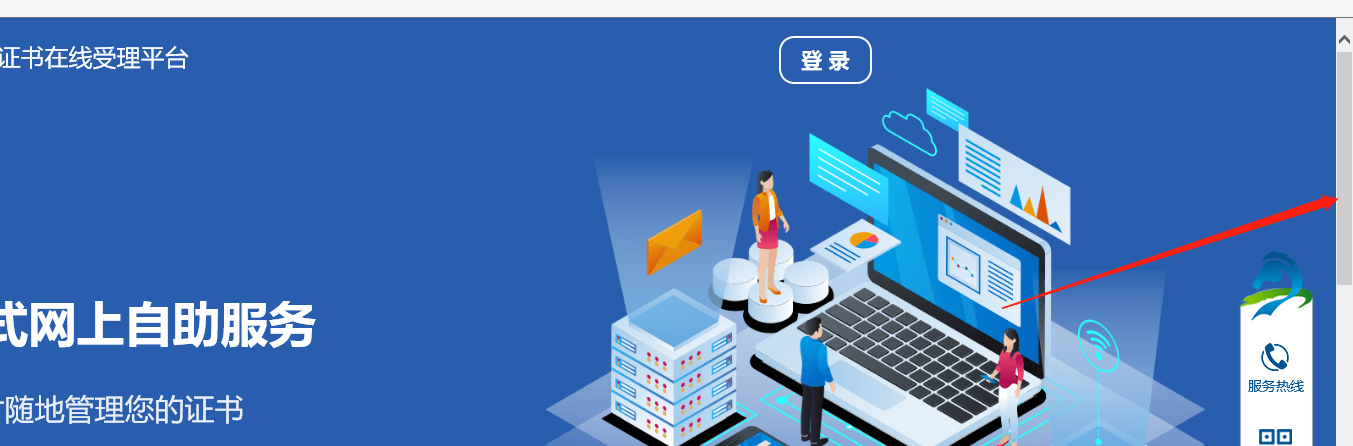 证书在线受理平台
登 录
式网上自助服务
随地管理您的证书
服务热线